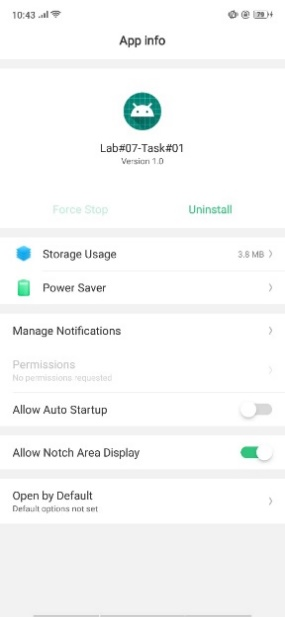 10:43
79
App info
Lab#07-Task#01
Version 1.0
Force Stop
Uninstall
Storage Usage
3.8 MB
Power Saver
Manage Notifications
Permissions
No permissions requested
Allow Auto Startup
Allow Notch Area Display
Open by Default
Default options not set